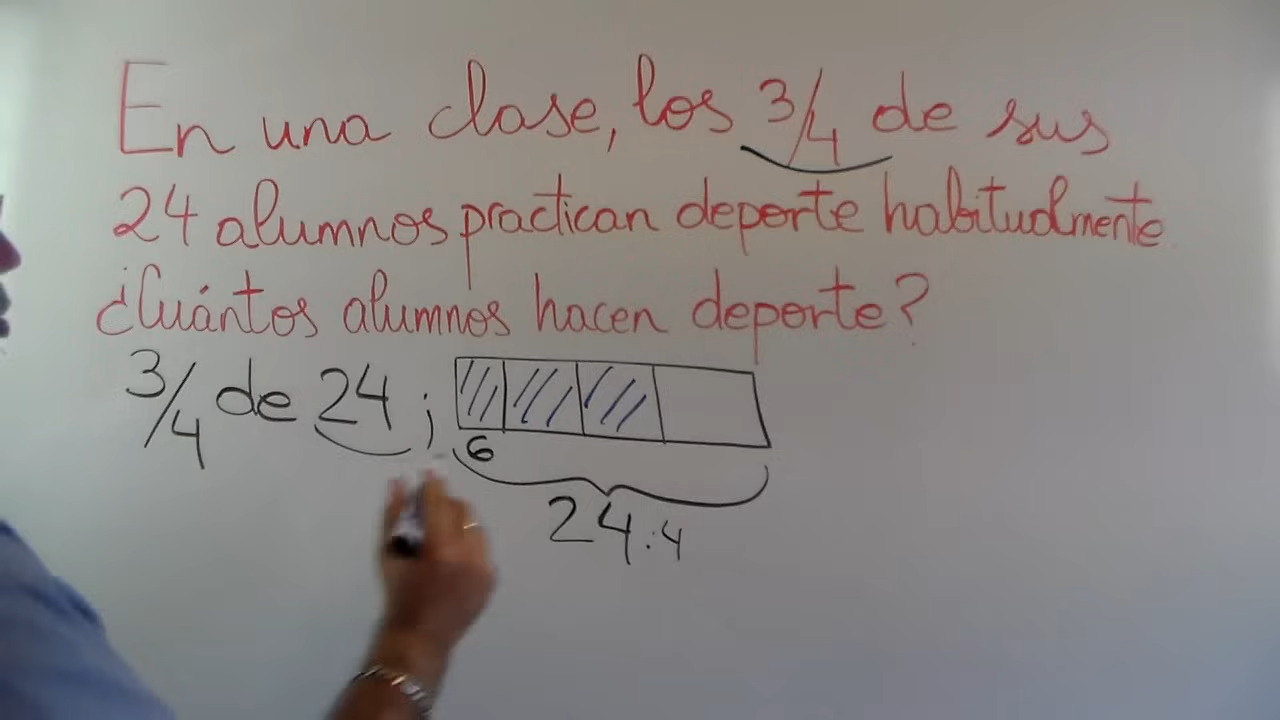 En una clase, los 3/4 de sus
24 alumnos practican deporte habitualmente
¿Cuántos alumnos hacen deporte?
3/4 de 24 ;
6
24:4